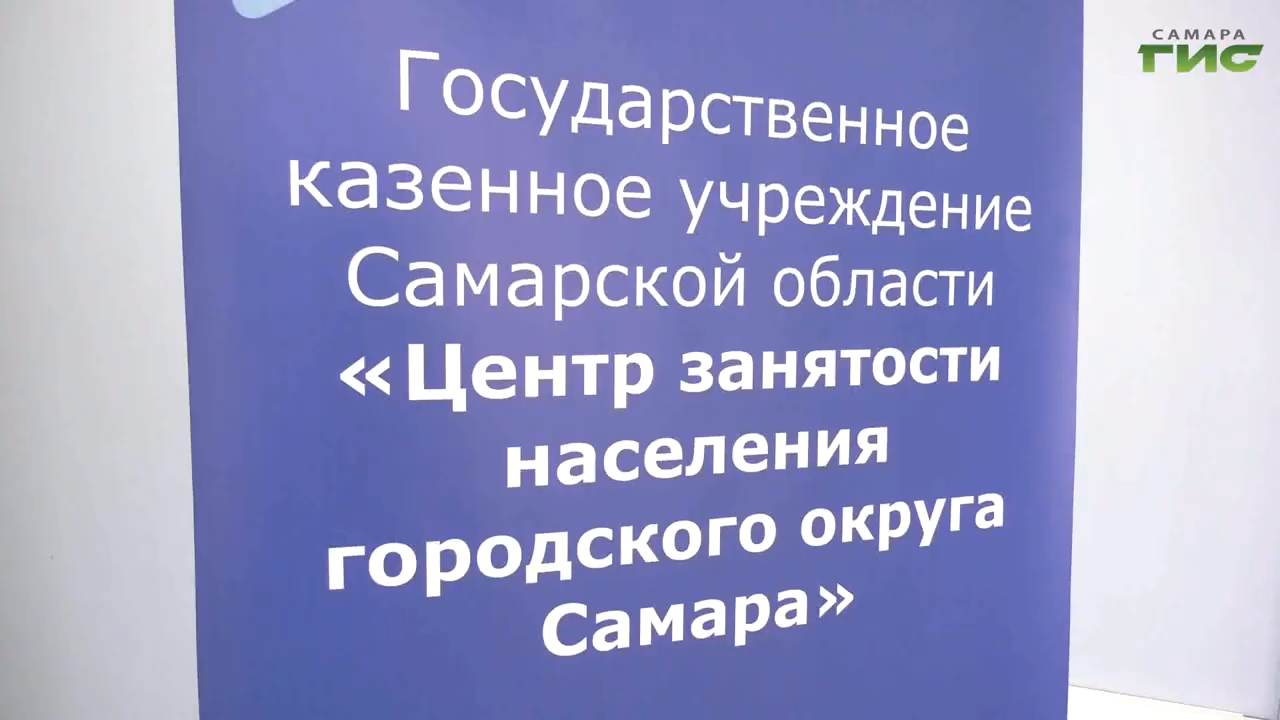 САМАРА
ГИС
Государственное
казенное учреждение
Самарской области
«Центр занятости
населения
городского округа
Самара»